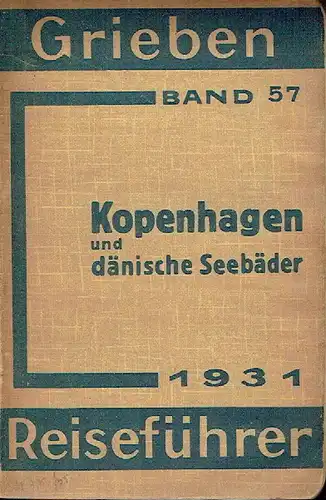 Grieben
BAND 57
Kopenhagen
und
dänische Seebäder
1931
Reiseführer